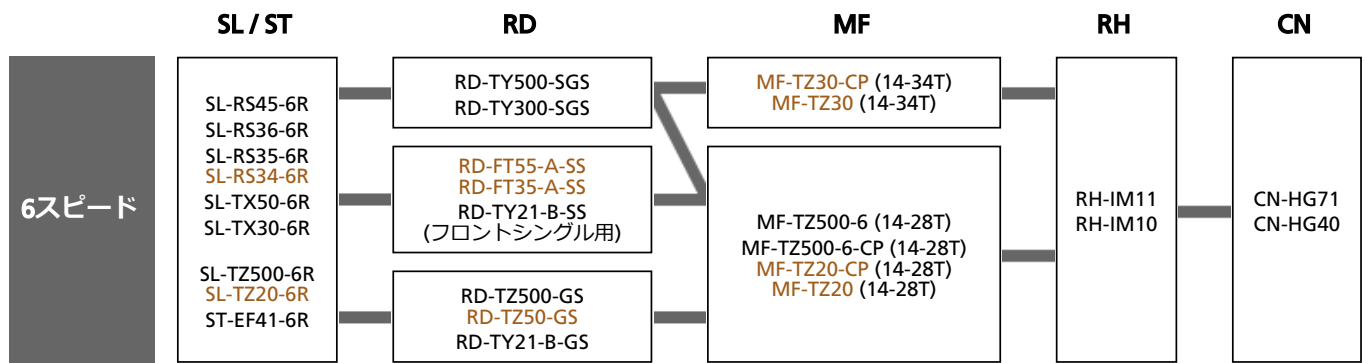 SL / ST
RD
MF
RH
CN
6スピード
SL-RS45-6R
SL-RS36-6R
SL-RS35-6R
SL-RS34-6R
SL-TX50-6R
SL-TX30-6R
SL-TZ500-6R
SL-TZ20-6R
ST-EF41-6R
RD-TY500-SGS
RD-TY300-SGS
RD-FT55-A-SS
RD-FT35-A-SS
RD-TY21-B-SS
(フロントシングル用)
RD-TZ500-GS
RD-TZ50-GS
RD-TY21-B-GS
MF-TZ30-CP (14-34T)
MF-TZ30 (14-34T)
MF-TZ500-6 (14-28T)
MF-TZ500-6-CP (14-28T)
MF-TZ20-CP (14-28T)
MF-TZ20 (14-28T)
RH-IM11
RH-IM10
CN-HG71
CN-HG40